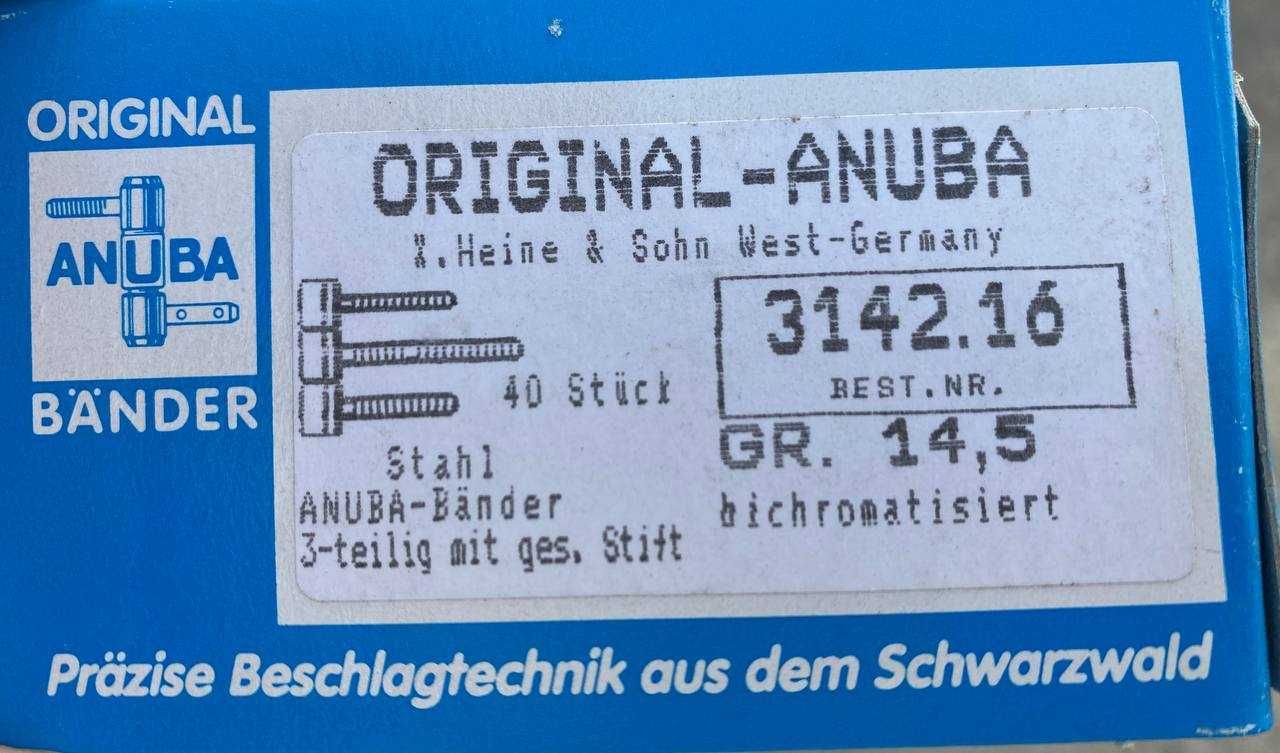 ORIGINAL
ANUBA
BÄNDER
ORIGINAL-ANUBA
X.Heine & Sohn West-Germany
3142.16
BEST.NR.
40 Stück
GR. 14,5
Stahl
bichromatisiert
ANUBA-Bänder
3-teilig mit ges. Stift
Präzise Beschlagtechnik aus dem Schwarzwald